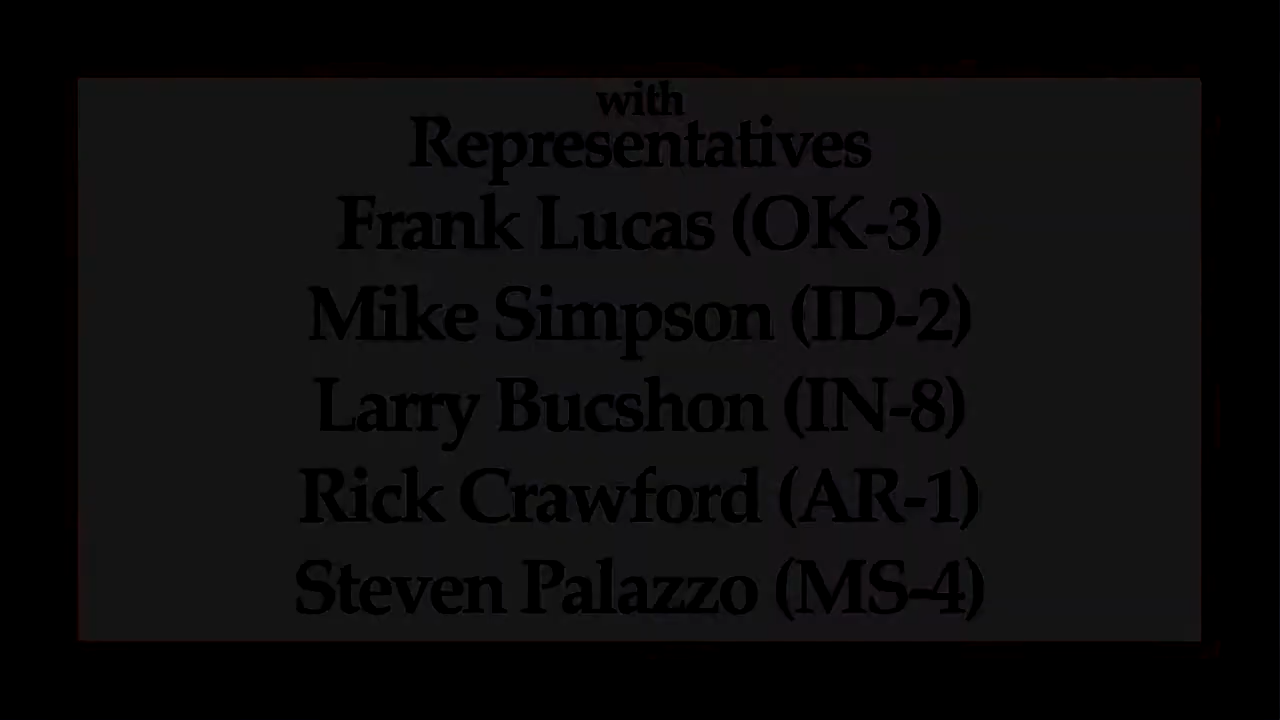 with
Representatives
Frank Lucas (OK-3)
Mike Simpson (ID-2)
Larry Bucshon (IN-8)
Rick Crawford (AR-1)
Steven Palazzo (MS-4)